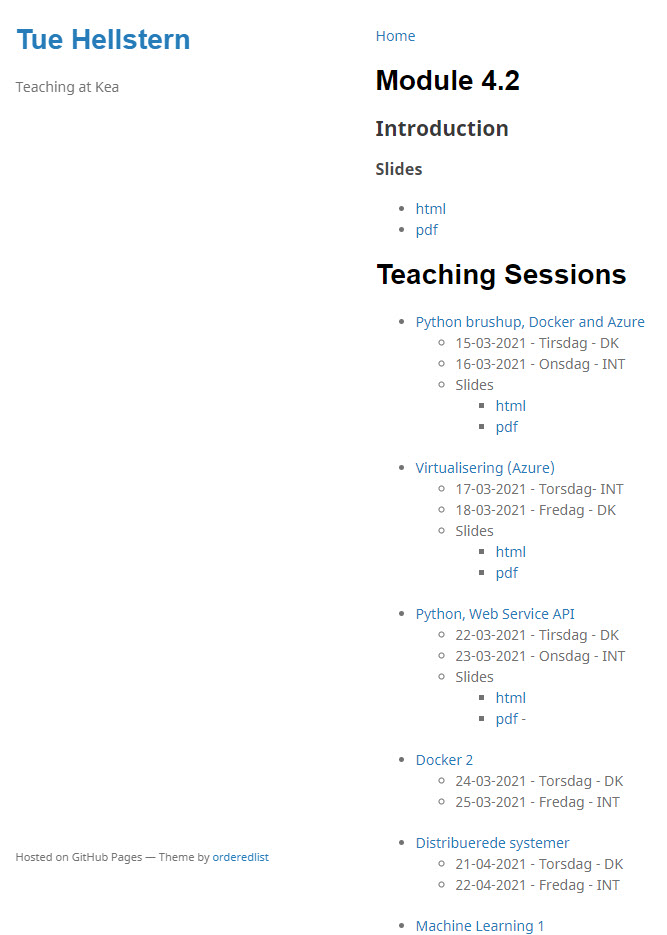 Tue Hellstern
Teaching at Kea
Home
Module 4.2
Introduction
Slides
html
pdf
Teaching Sessions
Python brushup, Docker and Azure
15-03-2021 - Tirsdag - DK
16-03-2021 - Onsdag - INT
Slides
html
pdf
Virtualisering (Azure)
17-03-2021 - Torsdag- INT
18-03-2021 - Fredag - DK
Slides
html
pdf
Python, Web Service API
22-03-2021 - Tirsdag - DK
23-03-2021 - Onsdag - INT
Slides
html
pdf -
Docker 2
24-03-2021 - Torsdag - DK
25-03-2021 - Fredag - INT
Distribuerede systemer
21-04-2021 - Torsdag - DK
22-04-2021 - Fredag - INT
Machine Learning 1
Hosted on GitHub Pages — Theme by orderedlist